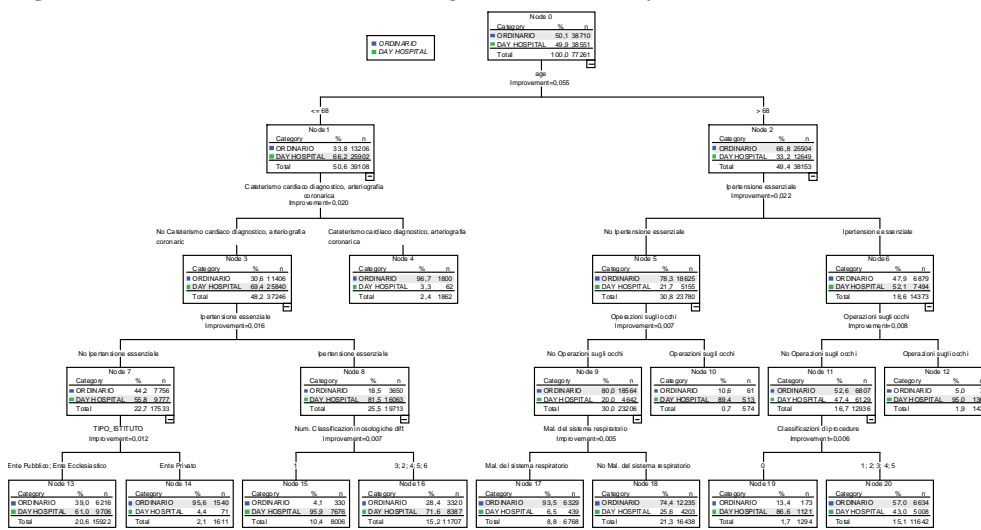 Node 0
Category % n
ORDINARIO 50,1 38710
DAY HOSPITAL 49,9 38551
Total 100,0 77261
ORDINARIO
DAY HOSPITAL
age
Improvement=0,055
<= 68
> 68
Node 1
Category % n
ORDINARIO 33,8 13206
DAY HOSPITAL 66,2 25902
Total 50,6 39108
Node 2
Category % n
ORDINARIO 66,8 25504
DAY HOSPITAL 33,2 12649
Total 49,4 38153
Cateterismo cardiaco diagnostico, arteriografia
coronarica
Improvement=0,020
Ipertensione essenziale
Improvement=0,022
No Cateterismo cardiaco diagnostico, arteriografia
coronaric
Cateterismo cardiaco diagnostico, arteriografia
coronarica
No Ipertensione essenziale
Ipertensione essenziale
Node 3
Category % n
ORDINARIO 30,6 11406
DAY HOSPITAL 69,4 25840
Total 48,2 37246
Node 4
Category % n
ORDINARIO 96,7 1800
DAY HOSPITAL 3,3 62
Total 2,4 1862
Node 5
Category % n
ORDINARIO 78,3 18625
DAY HOSPITAL 21,7 5155
Total 30,8 23780
Node 6
Category % n
ORDINARIO 47,9 6879
DAY HOSPITAL 52,1 7494
Total 18,6 14373
Ipertensione essenziale
Improvement=0,016
Operazioni sugli occhi
Improvement=0,007
Operazioni sugli occhi
Improvement=0,008
No Ipertensione essenziale
Ipertensione essenziale
No Operazioni sugli occhi
Operazioni sugli occhi
No Operazioni sugli occhi
Operazioni sugli occhi
Node 7
Category % n
ORDINARIO 44,2 7756
DAY HOSPITAL 55,8 9777
Total 22,7 17533
Node 8
Category % n
ORDINARIO 18,5 3650
DAY HOSPITAL 81,5 16063
Total 25,5 19713
Node 9
Category % n
ORDINARIO 80,0 18564
DAY HOSPITAL 20,0 4642
Total 30,0 23206
Node 10
Category % n
ORDINARIO 10,6 61
DAY HOSPITAL 89,4 513
Total 0,7 574
Node 11
Category % n
ORDINARIO 52,6 6807
DAY HOSPITAL 47,4 6129
Total 16,7 12936
Node 12
Category %
ORDINARIO 5,0
DAY HOSPITAL 95,0
Total 1,9
TIPO_ISTITUTO
Improvement=0,012
Num. Classificazioni nosologiche diff.
Improvement=0,007
Mal. del sistema respiratorio
Improvement=0,005
Classificazioni di procedure
Improvement=0,006
Ente Pubblico; Ente Ecclesiastico
Ente Privato
1
3; 2; 4; 5; 6
Mal. del sistema respiratorio
No Mal. del sistema respiratorio
0
1; 2; 3; 4; 5
Node 13
Category % n
ORDINARIO 39,0 6216
DAY HOSPITAL 61,0 9706
Total 20,6 15922
Node 14
Category % n
ORDINARIO 95,6 1540
DAY HOSPITAL 4,4 71
Total 2,1 1611
Node 15
Category % n
ORDINARIO 4,1 330
DAY HOSPITAL 95,9 7676
Total 10,4 8006
Node 16
Category % n
ORDINARIO 28,4 3320
DAY HOSPITAL 71,6 8387
Total 15,2 11707
Node 17
Category % n
ORDINARIO 93,5 6329
DAY HOSPITAL 6,5 439
Total 8,8 6768
Node 18
Category % n
ORDINARIO 74,4 12235
DAY HOSPITAL 25,6 4203
Total 21,3 16438
Node 19
Category % n
ORDINARIO 13,4 173
DAY HOSPITAL 86,6 1121
Total 1,7 1294
Node 20
Category % n
ORDINARIO 57,0 6634
DAY HOSPITAL 43,0 5008
Total 15,1 11642